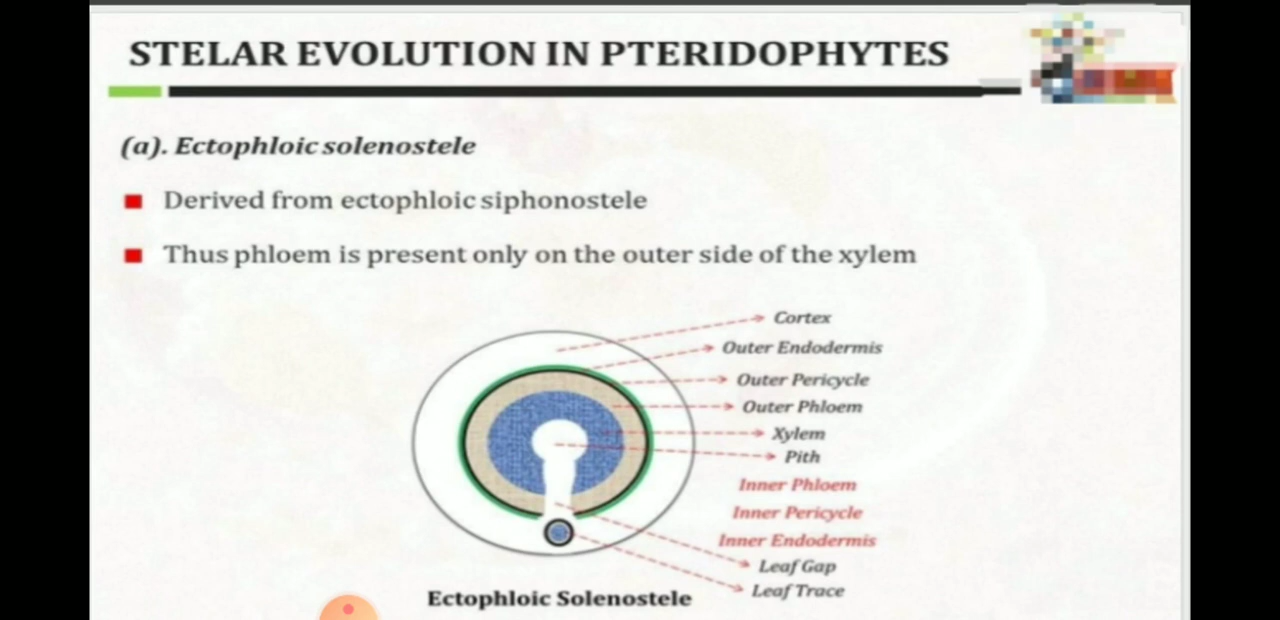 STELAR EVOLUTION IN PTERIDOPHYTES
(a). Ectophloic solenostele
Derived from ectophloic siphonostele
Thus phloem is present only on the outer side of the xylem
Cortex
Outer Endodermis
Outer Pericycle
Outer Phloem
Xylem
Pith
Inner Phloem
Inner Pericycle
Inner Endodermis
Leaf Gap
Leaf Trace
Ectophloic Solenostele